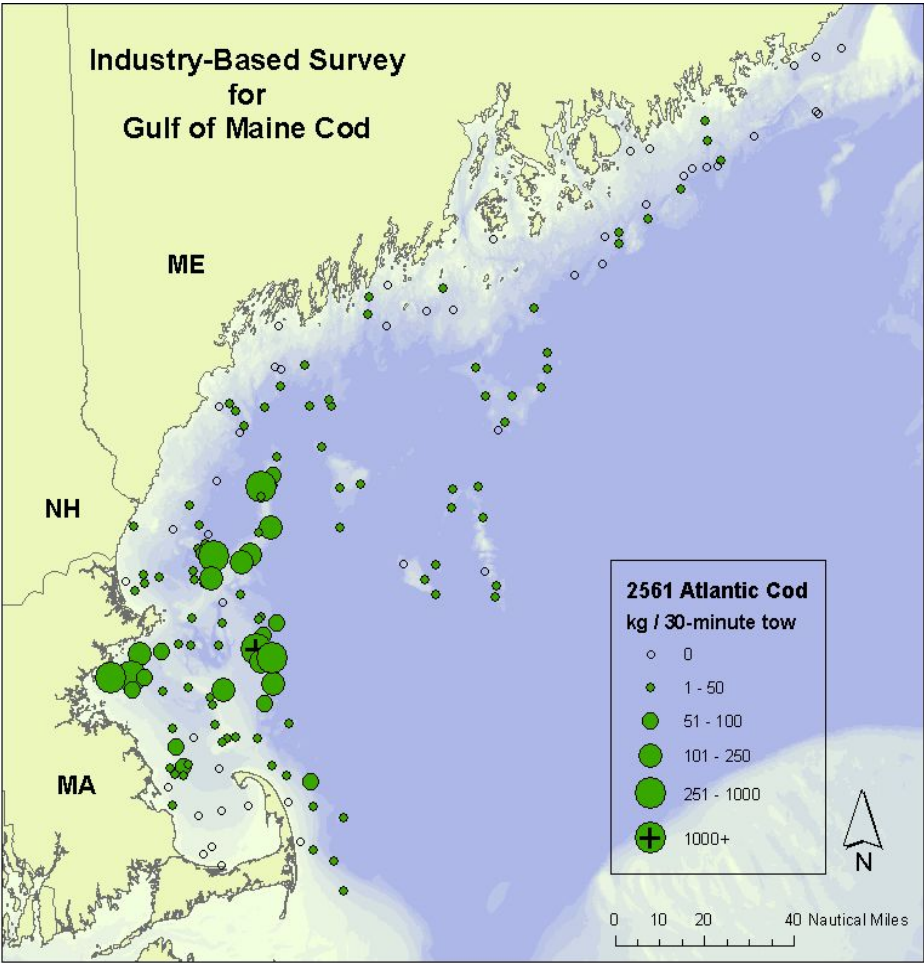 Industry-Based Survey
for
Gulf of Maine Cod
ME
NH
MA
2561 Atlantic Cod
kg / 30-minute tow
0
1 - 50
51 - 100
101 - 250
251 - 1000
1000+
N
0 10 20 40 Nautical Miles